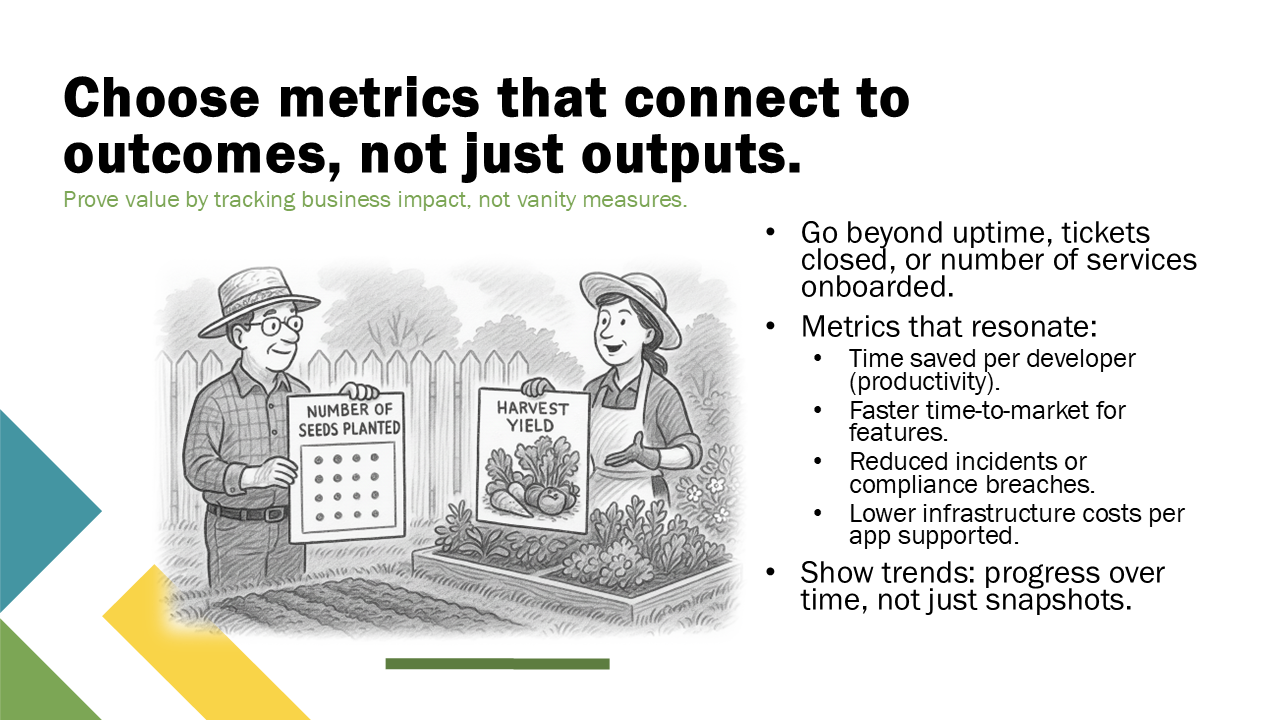 Choose metrics that connect to
outcomes, not just outputs.
Prove value by tracking business impact, not vanity measures.
NUMBER OF
SEEDS PLANTED
HARVEST
YIELD
• Go beyond uptime, tickets
closed, or number of services
onboarded.
• Metrics that resonate:
• Time saved per developer
(productivity).
• Faster time-to-market for
features.
• Reduced incidents or
compliance breaches.
• Lower infrastructure costs per
app supported.
• Show trends: progress over
time, not just snapshots.